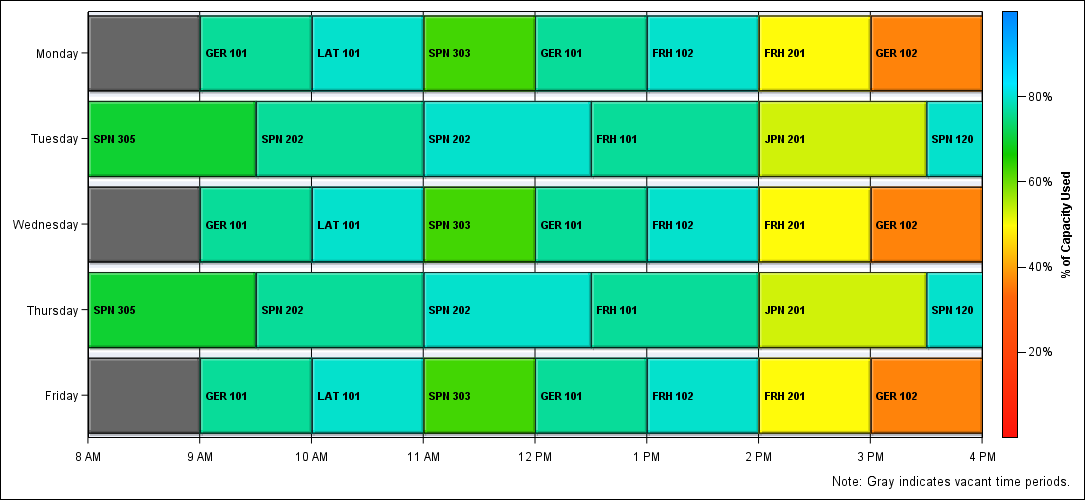 Monday
GER 101
LAT 101
SPN 303
GER 101
FRH 102
FRH 201
GER 102
Tuesday
SPN 305
SPN 202
SPN 202
FRH 101
JPN 201
SPN 120
Wednesday
GER 101
LAT 101
SPN 303
GER 101
FRH 102
FRH 201
GER 102
Thursday
SPN 305
SPN 202
SPN 202
FRH 101
JPN 201
SPN 120
Friday
GER 101
LAT 101
SPN 303
GER 101
FRH 102
FRH 201
GER 102
8 AM
9 AM
10 AM
11 AM
12 PM
1 PM
2 PM
3 PM
4 PM
80%
60%
40%
20%
% of Capacity Used
Note: Gray indicates vacant time periods.